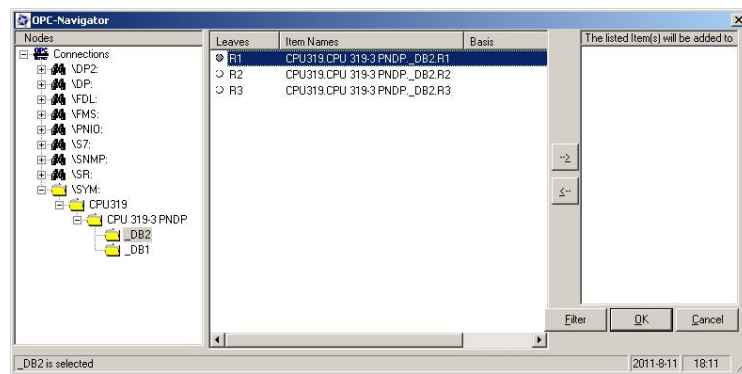 OPC-Navigator
Nodes
Connections
\DP2:
\DP:
\FDL:
\FMS:
\PNIO:
\S7:
\SNMP:
\SR:
\SYM:
CPU319
CPU 319-3 PNDP
_DB2
_DB1
Leaves Item Names Basis
R1 CPU319.CPU 319-3 PNDP._DB2.R1
R2 CPU319.CPU 319-3 PNDP._DB2.R2
R3 CPU319.CPU 319-3 PNDP._DB2.R3
-->
<--
The listed Item(s) will be added to
Filter OK Cancel
_DB2 is selected 2011-8-11 18:11